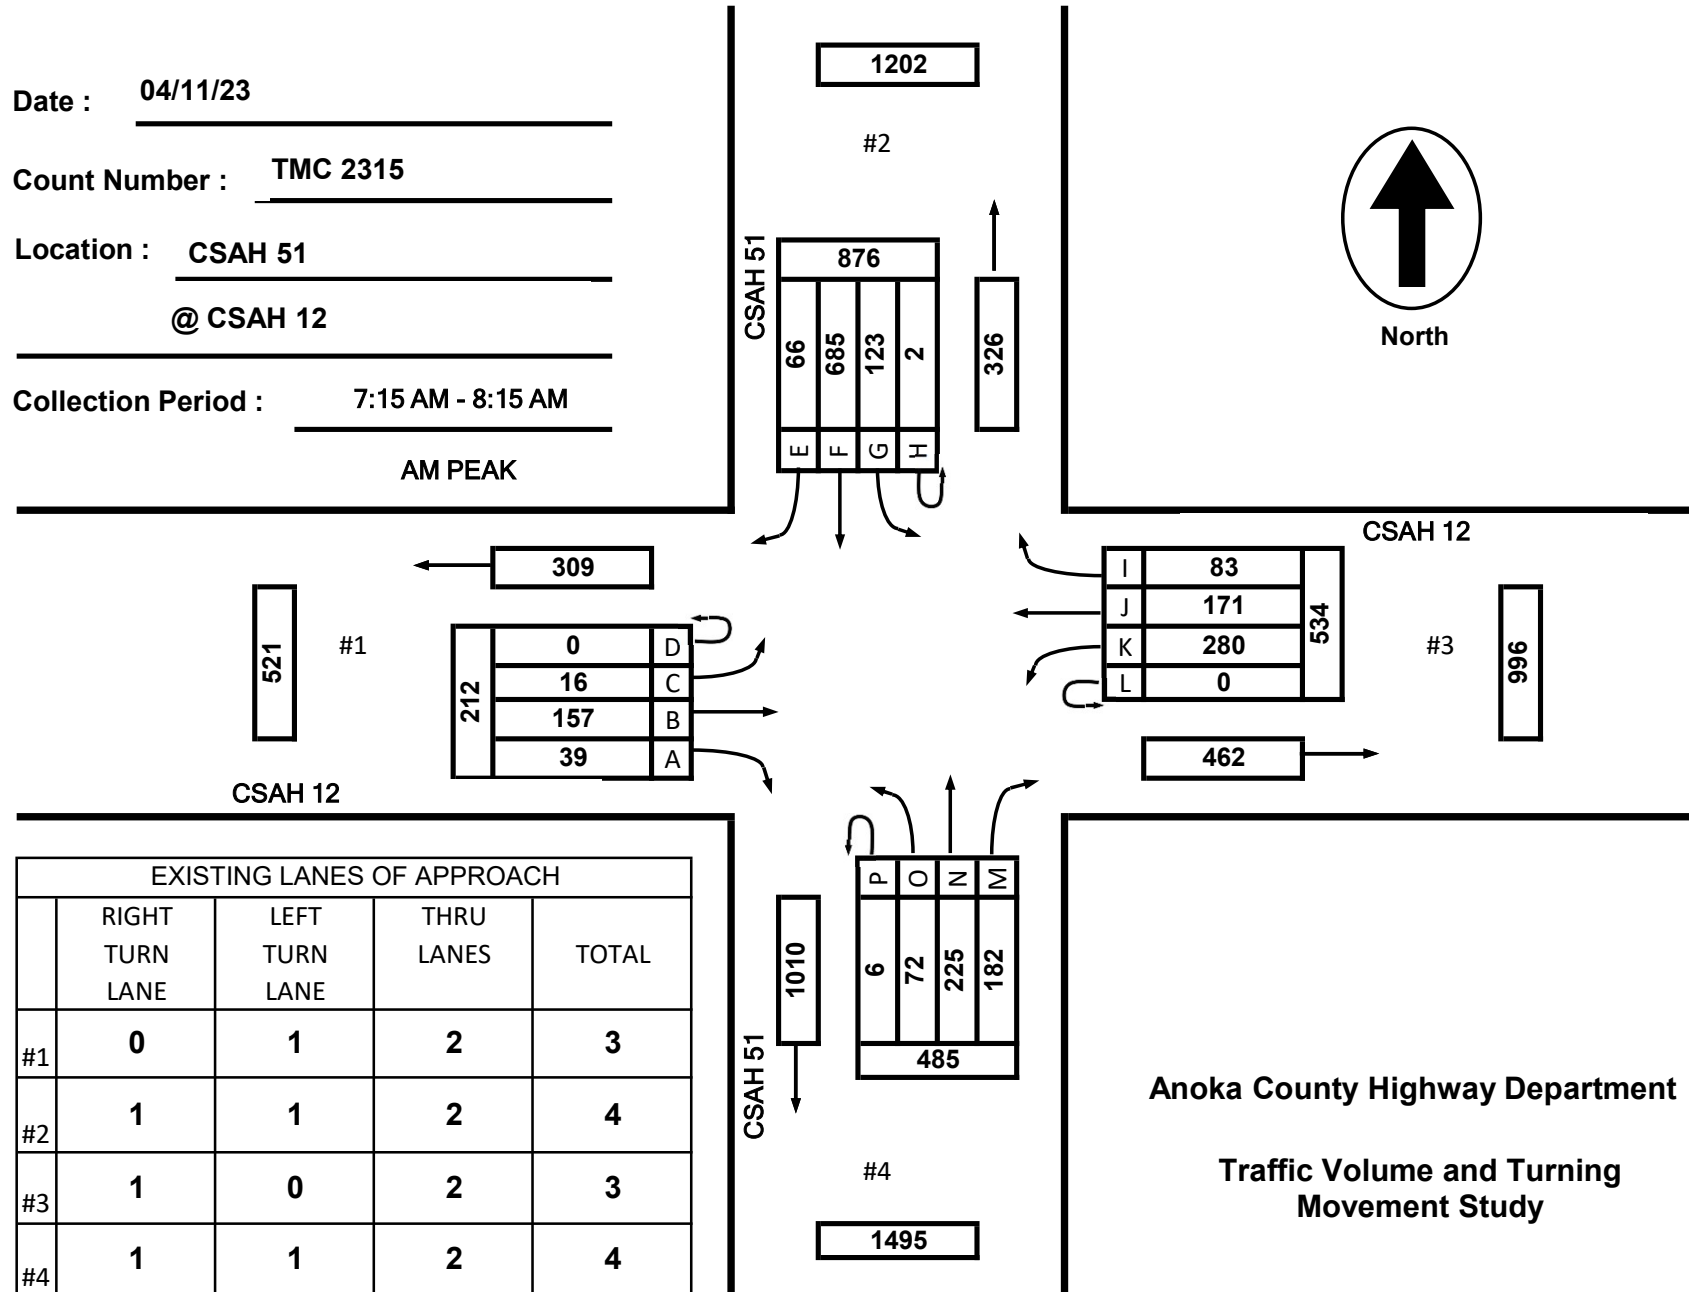 Date : 04/11/23
Count Number : TMC 2315
Location : CSAH 51
@ CSAH 12
Collection Period : 7:15 AM - 8:15 AM
AM PEAK
1202
#2
CSAH 51
876
66 685 123 2
E F G H
326
North
CSAH 12
309
521
#1
212
0 D
16 C
157 B
39 A
CSAH 12
I 83
J 171
K 280
L 0
534
#3
996
462
P O N M
6 72 225 182
485
1010
CSAH 51
#4
1495
EXISTING LANES OF APPROACH
RIGHT LEFT THRU
TURN TURN LANES TOTAL
LANE LANE
#1 0 1 2 3
#2 1 1 2 4
#3 1 0 2 3
#4 1 1 2 4
Anoka County Highway Department
Traffic Volume and Turning
Movement Study